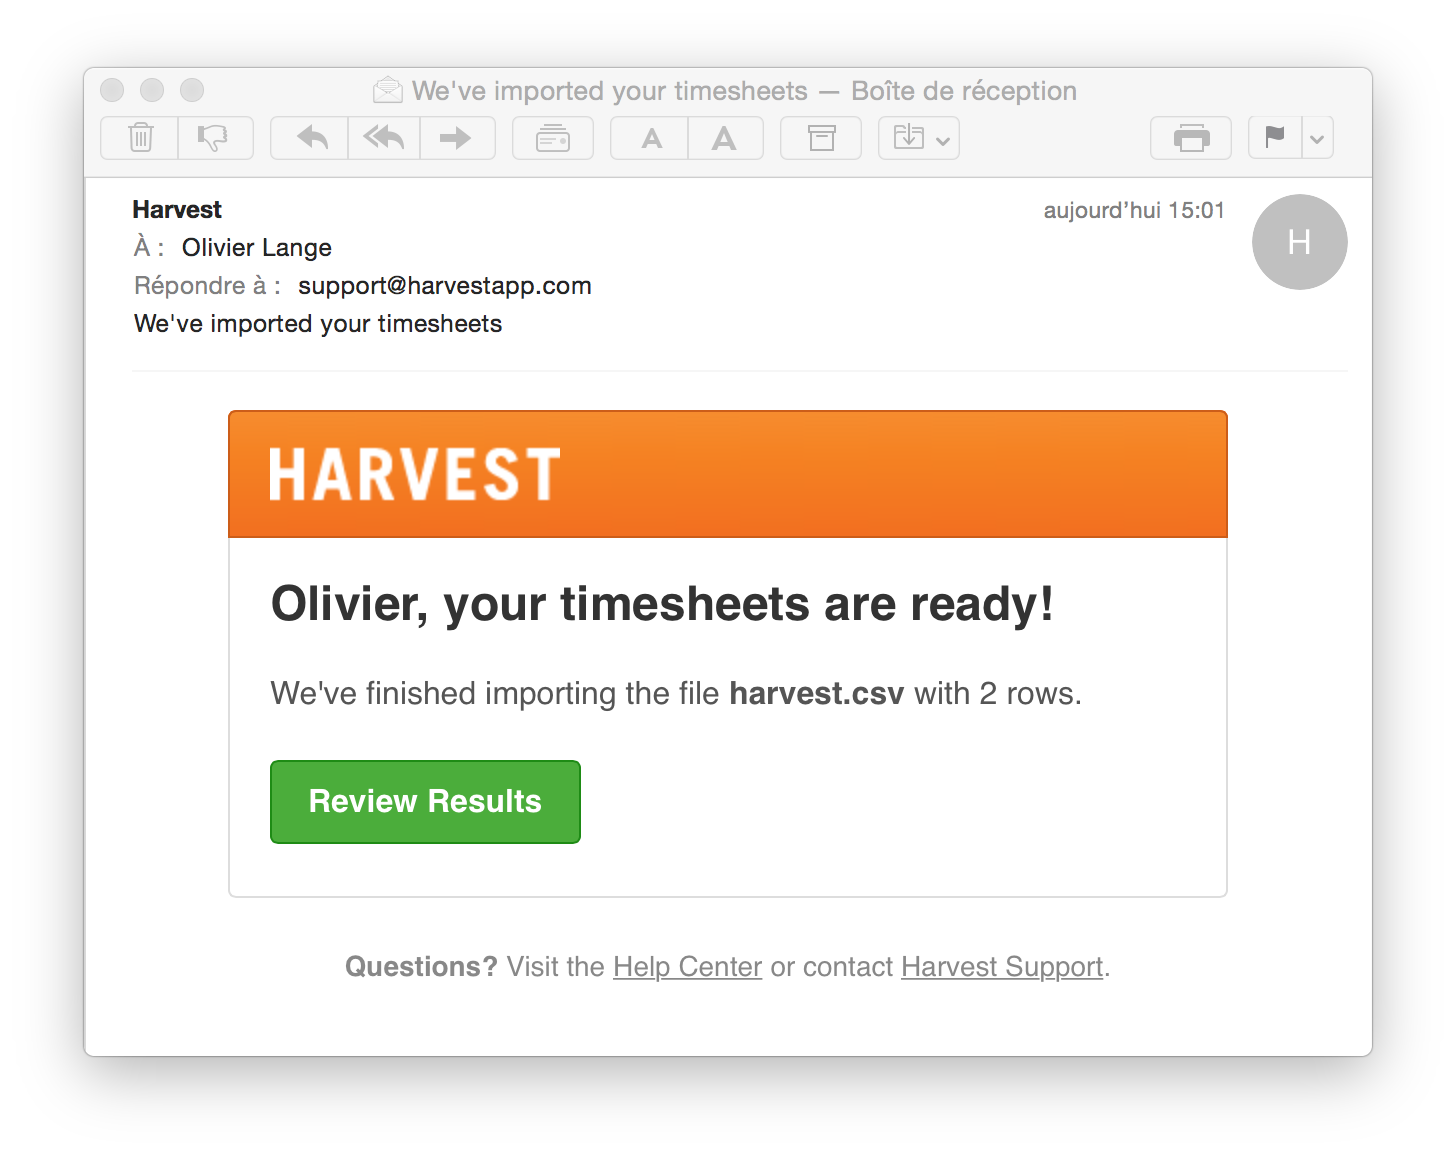 We've imported your timesheets — Boîte de réception
A A
Harvest
aujourd’hui 15:01
H
À : Olivier Lange
Répondre à : support@harvestapp.com
We've imported your timesheets
HARVEST
Olivier, your timesheets are ready!
We've finished importing the file harvest.csv with 2 rows.
Review Results
Questions? Visit the Help Center or contact Harvest Support.